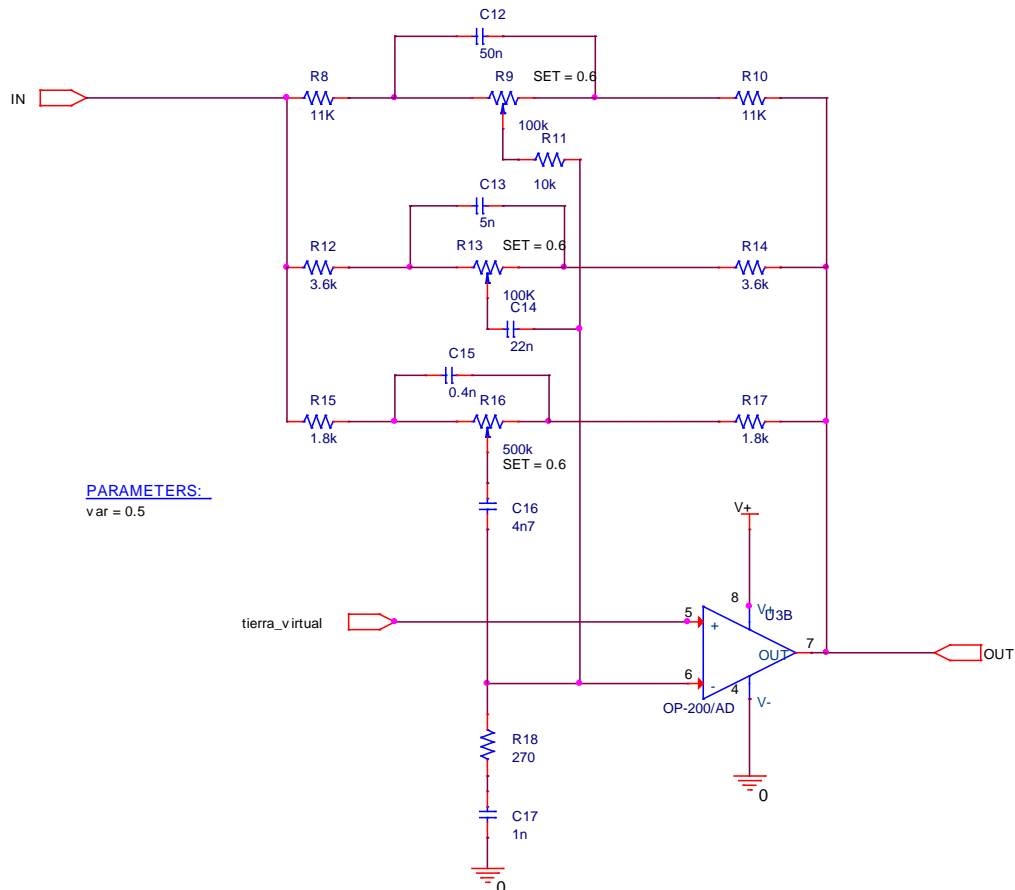 C12
50n
IN
R8
11K
R9
SET = 0.6
100k
R10
11K
R11
10k
C13
5n
R12
3.6k
R13
SET = 0.6
100K
R14
3.6k
C14
22n
C15
0.4n
R15
1.8k
R16
500k
SET = 0.6
R17
1.8k
PARAMETERS:
var = 0.5
C16
4n7
V+
tierra_virtual
5
+
8
V+
U3B
OUT
7
OUT
6
-
4
V-
OP-200/AD
R18
270
C17
1n
0
0